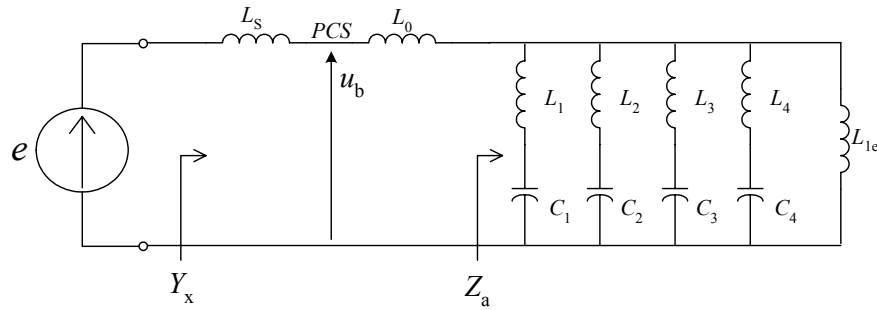 L_S PCS L_0
u_b
e
L_1 L_2 L_3 L_4
L_1e
C_1 C_2 C_3 C_4
Y_x Z_a